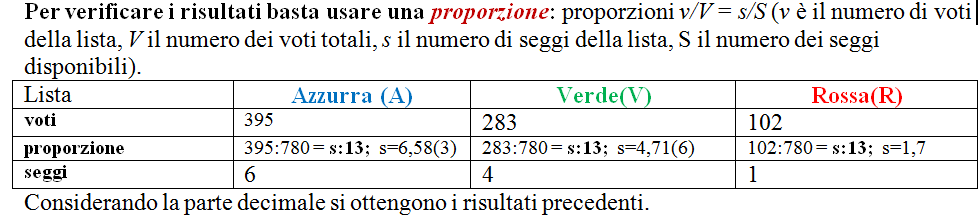 Per verificare i risultati basta usare una proporzione: proporzioni v/V = s/S (v è il numero di voti
della lista, V il numero dei voti totali, s il numero di seggi della lista, S il numero dei seggi
disponibili).
Lista Azzurra (A) Verde(V) Rossa(R)
voti 395 283 102
proporzione 395:780 = s:13; s=6,58(3) 283:780 = s:13; s=4,71(6) 102:780 = s:13; s=1,7
seggi 6 4 1
Considerando la parte decimale si ottengono i risultati precedenti.